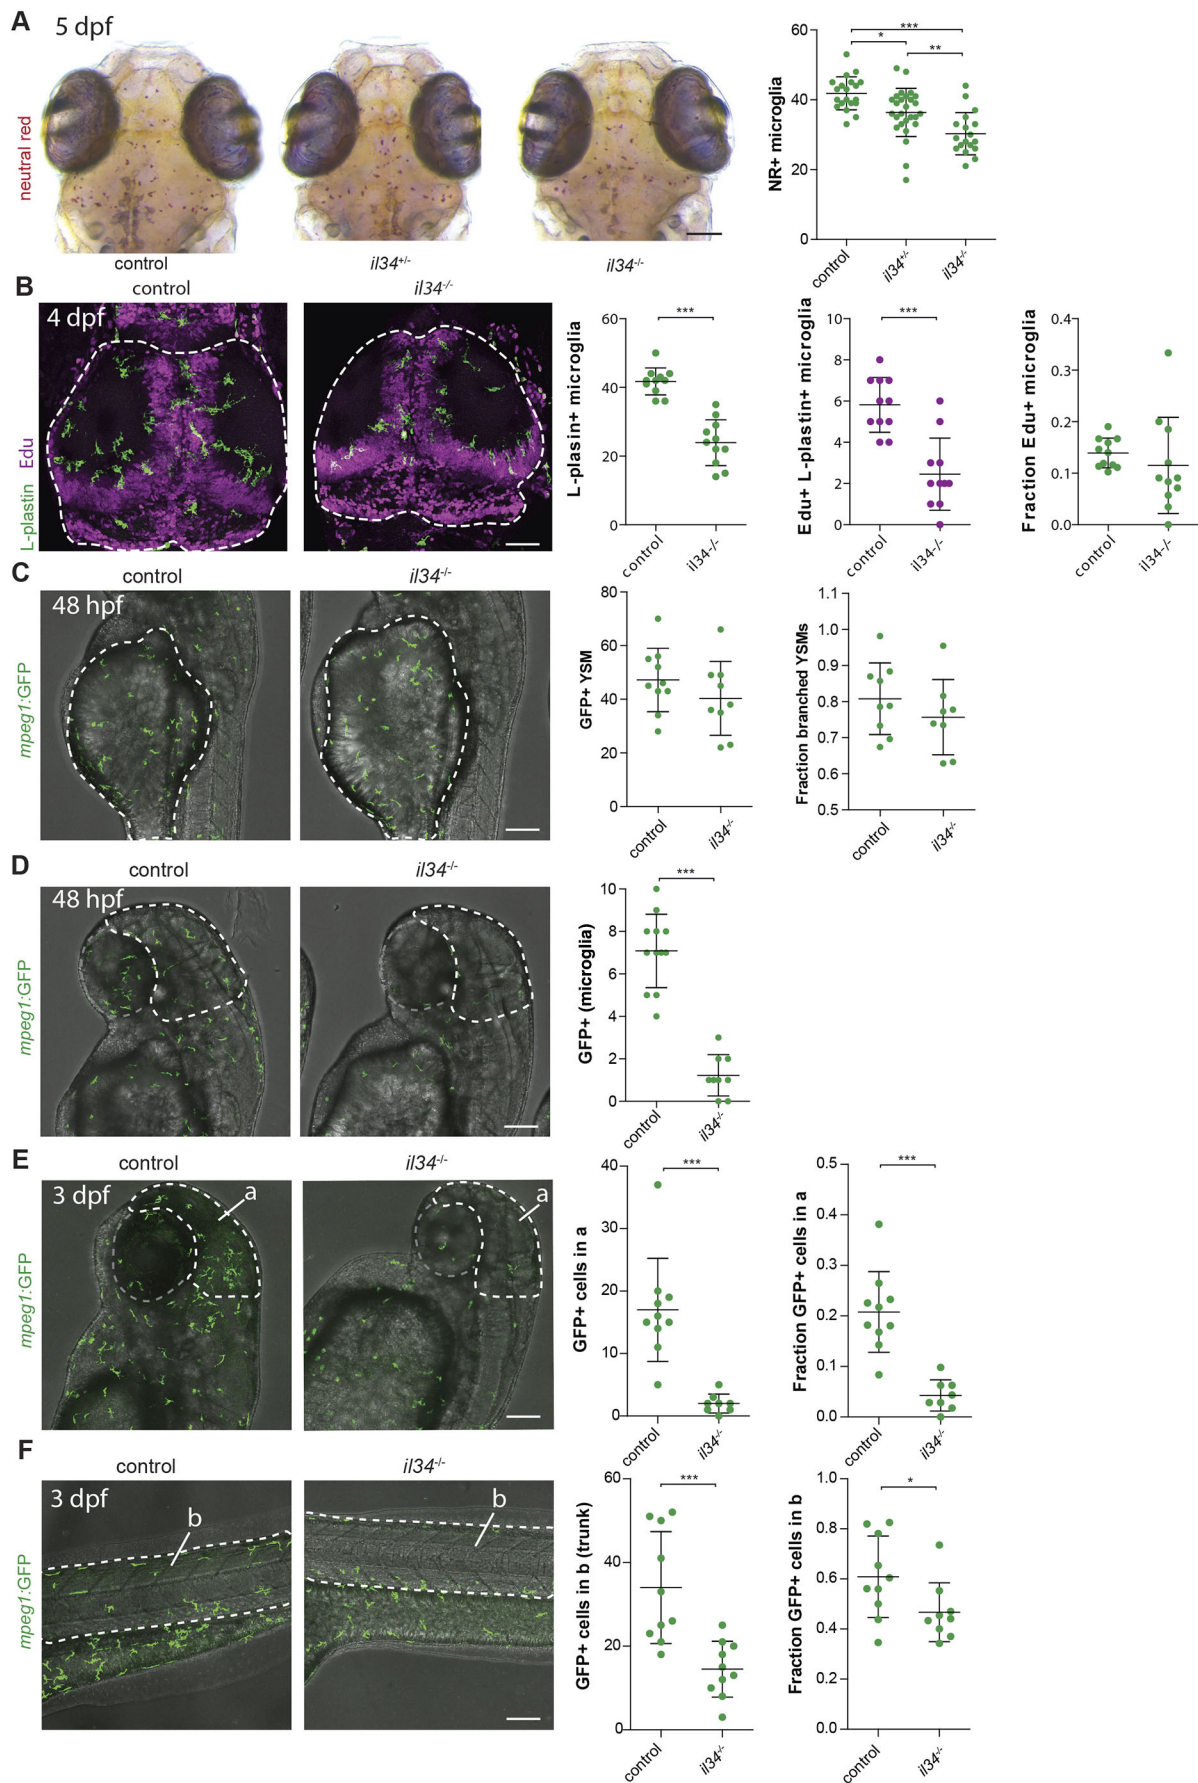 A
5 dpf
neutral red
control
il34+/-
il34-/-
NR+ microglia
60
40
20
0
***
*
**
control
il34+/-
il34-/-
B
control
il34-/-
4 dpf
L-plastin Edu
L-plasin+ microglia
60
40
20
0
***
control
il34-/-
Edu+ L-plastin+ microglia
10
8
6
4
2
0
***
control
il34-/-
Fraction Edu+ microglia
0.4
0.3
0.2
0.1
0.0
control
il34-/-
C
control
il34-/-
48 hpf
mpeg1:GFP
GFP+ YSM
80
60
40
20
0
control
il34-/-
Fraction branched YSMs
1.1
1.0
0.9
0.8
0.7
0.6
0.5
control
il34-/-
D
control
il34-/-
48 hpf
mpeg1:GFP
GFP+ (microglia)
10
8
6
4
2
0
***
control
il34-/-
E
control
il34-/-
3 dpf
a
a
mpeg1:GFP
GFP+ cells in a
40
30
20
10
0
***
control
il34-/-
Fraction GFP+ cells in a
0.5
0.4
0.3
0.2
0.1
0.0
***
control
il34-/-
F
control
il34-/-
3 dpf
b
b
mpeg1:GFP
GFP+ cells in b (trunk)
60
40
20
0
***
control
il34-/-
Fraction GFP+ cells in b
1.0
0.8
0.6
0.4
0.2
0.0
*
control
il34-/-